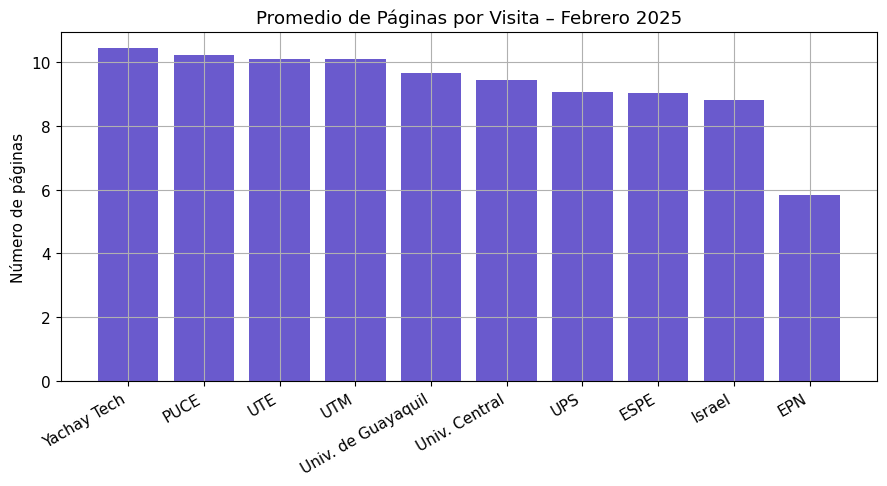 Promedio de Páginas por Visita – Febrero 2025
Número de páginas
10
8
6
4
2
0
Yachay Tech
PUCE
UTE
UTM
Univ. de Guayaquil
Univ. Central
UPS
ESPE
Israel
EPN